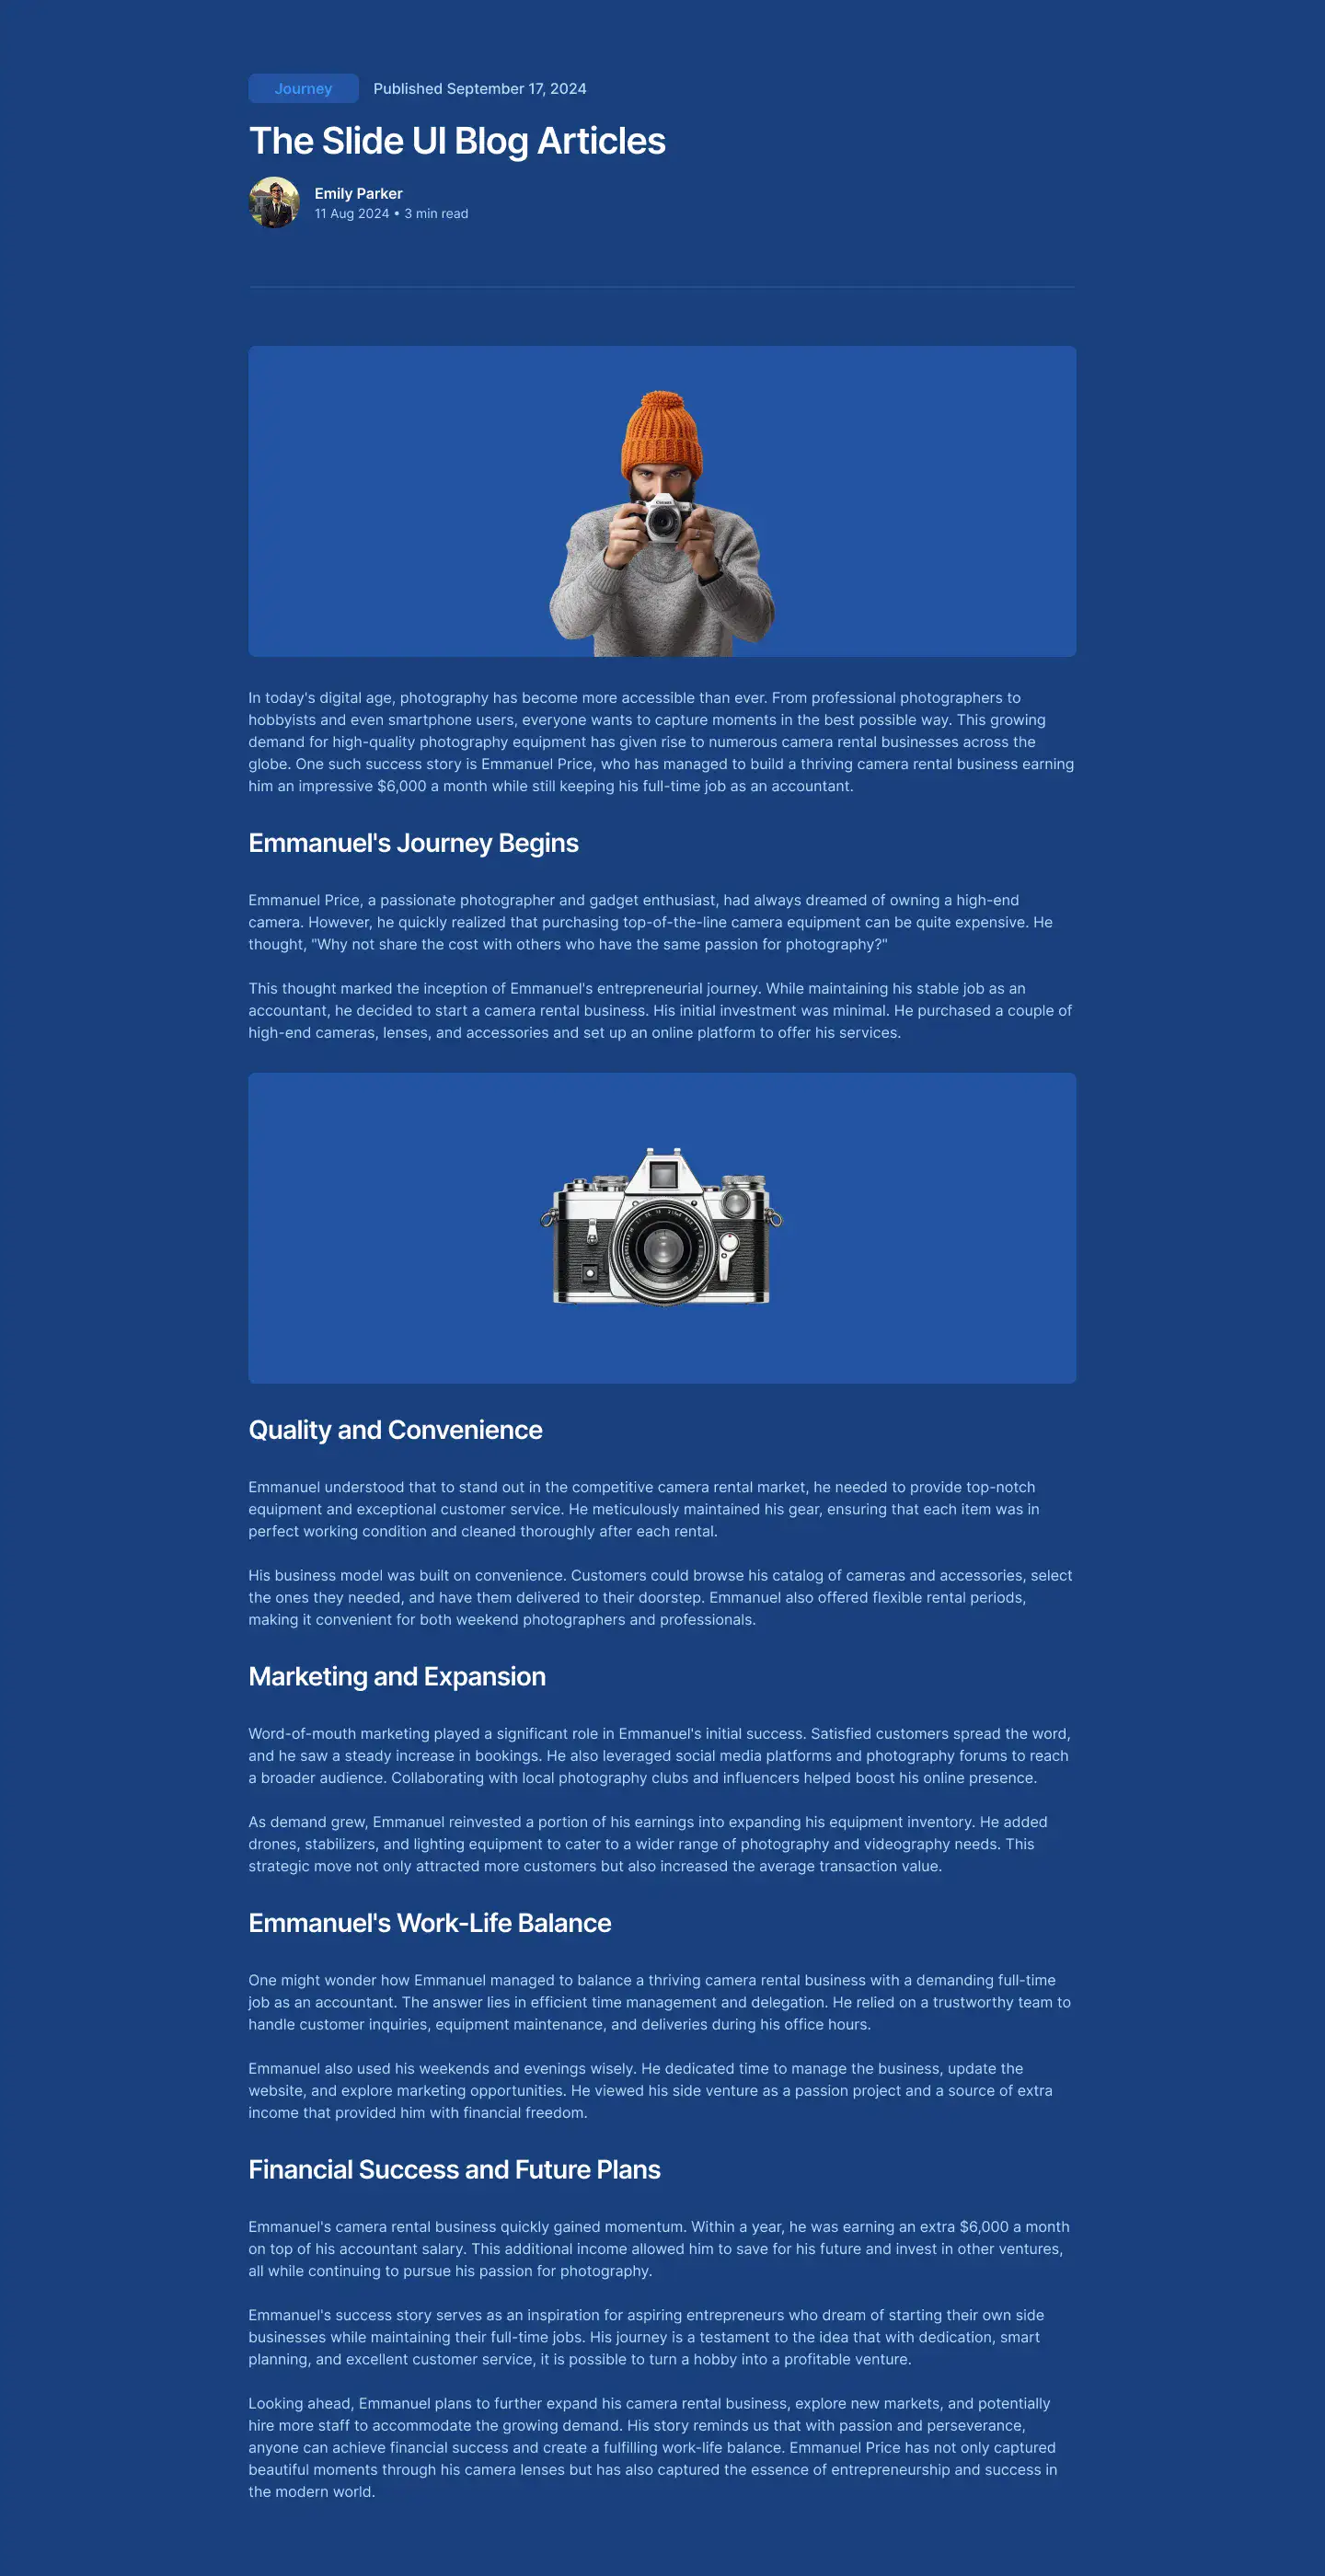 Journey
Published September 17, 2024
The Slide UI Blog Articles
Emily Parker
11 Aug 2024 • 3 min read
In today's digital age, photography has become more accessible than ever. From professional photographers to
hobbyists and even smartphone users, everyone wants to capture moments in the best possible way. This growing
demand for high-quality photography equipment has given rise to numerous camera rental businesses across the
globe. One such success story is Emmanuel Price, who has managed to build a thriving camera rental business earning
him an impressive $6,000 a month while still keeping his full-time job as an accountant.
Emmanuel's Journey Begins
Emmanuel Price, a passionate photographer and gadget enthusiast, had always dreamed of owning a high-end
camera. However, he quickly realized that purchasing top-of-the-line camera equipment can be quite expensive. He
thought, "Why not share the cost with others who have the same passion for photography?"
This thought marked the inception of Emmanuel's entrepreneurial journey. While maintaining his stable job as an
accountant, he decided to start a camera rental business. His initial investment was minimal. He purchased a couple of
high-end cameras, lenses, and accessories and set up an online platform to offer his services.
Quality and Convenience
Emmanuel understood that to stand out in the competitive camera rental market, he needed to provide top-notch
equipment and exceptional customer service. He meticulously maintained his gear, ensuring that each item was in
perfect working condition and cleaned thoroughly after each rental.
His business model was built on convenience. Customers could browse his catalog of cameras and accessories, select
the ones they needed, and have them delivered to their doorstep. Emmanuel also offered flexible rental periods,
making it convenient for both weekend photographers and professionals.
Marketing and Expansion
Word-of-mouth marketing played a significant role in Emmanuel's initial success. Satisfied customers spread the word,
and he saw a steady increase in bookings. He also leveraged social media platforms and photography forums to reach
a broader audience. Collaborating with local photography clubs and influencers helped boost his online presence.
As demand grew, Emmanuel reinvested a portion of his earnings into expanding his equipment inventory. He added
drones, stabilizers, and lighting equipment to cater to a wider range of photography and videography needs. This
strategic move not only attracted more customers but also increased the average transaction value.
Emmanuel's Work-Life Balance
One might wonder how Emmanuel managed to balance a thriving camera rental business with a demanding full-time
job as an accountant. The answer lies in efficient time management and delegation. He relied on a trustworthy team to
handle customer inquiries, equipment maintenance, and deliveries during his office hours.
Emmanuel also used his weekends and evenings wisely. He dedicated time to manage the business, update the
website, and explore marketing opportunities. He viewed his side venture as a passion project and a source of extra
income that provided him with financial freedom.
Financial Success and Future Plans
Emmanuel's camera rental business quickly gained momentum. Within a year, he was earning an extra $6,000 a month
on top of his accountant salary. This additional income allowed him to save for his future and invest in other ventures,
all while continuing to pursue his passion for photography.
Emmanuel's success story serves as an inspiration for aspiring entrepreneurs who dream of starting their own side
businesses while maintaining their full-time jobs. His journey is a testament to the idea that with dedication, smart
planning, and excellent customer service, it is possible to turn a hobby into a profitable venture.
Looking ahead, Emmanuel plans to further expand his camera rental business, explore new markets, and potentially
hire more staff to accommodate the growing demand. His story reminds us that with passion and perseverance,
anyone can achieve financial success and create a fulfilling work-life balance. Emmanuel Price has not only captured
beautiful moments through his camera lenses but has also captured the essence of entrepreneurship and success in
the modern world.